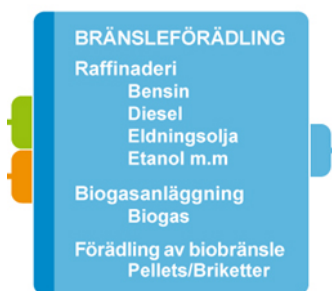 BRÄNSLEFÖRÄDLING
Raffinaderi
Bensin
Diesel
Eldningsolja
Etanol m.m
Biogasanläggning
Biogas
Förädling av biobränsle
Pellets/Briketter